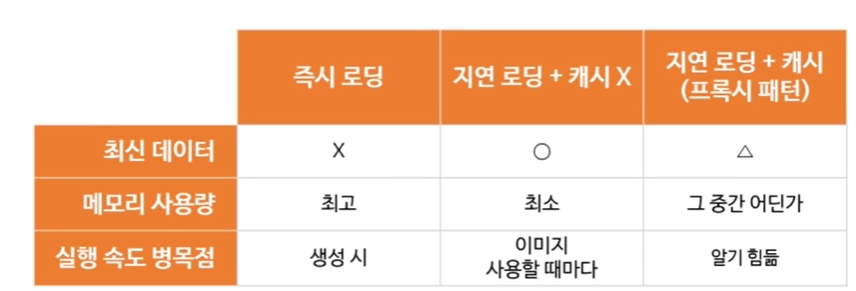 즉시 로딩
지연 로딩 + 캐시 X
지연 로딩 + 캐시
(프록시 패턴)
최신 데이터
X
○
△
메모리 사용량
최고
최소
그 중간 어딘가
실행 속도 병목점
생성 시
이미지
사용할 때마다
알기 힘듦